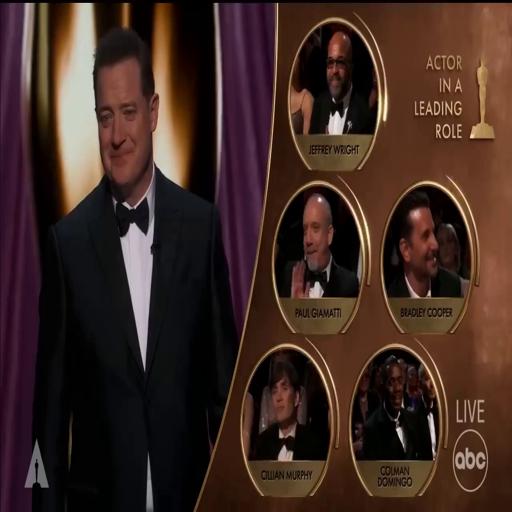 JEFFREY WRIGHT
ACTOR
IN A
LEADING
ROLE
PAUL GIAMATTI
BRADLEY COOPER
CILLIAN MURPHY
COLMAN
DOMINGO
LIVE
abc